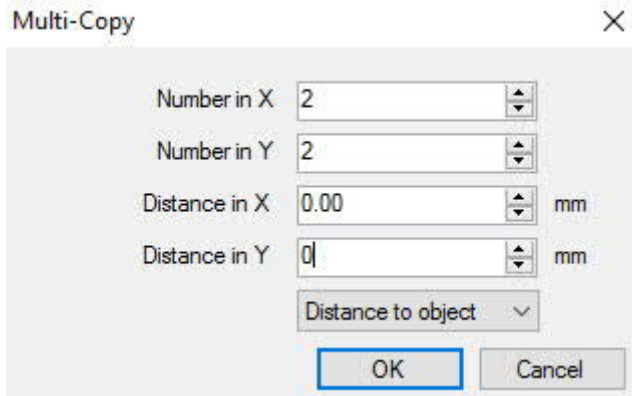 Multi-Copy
Number in X 2
Number in Y 2
Distance in X 0.00 mm
Distance in Y 0 mm
Distance to object
OK Cancel